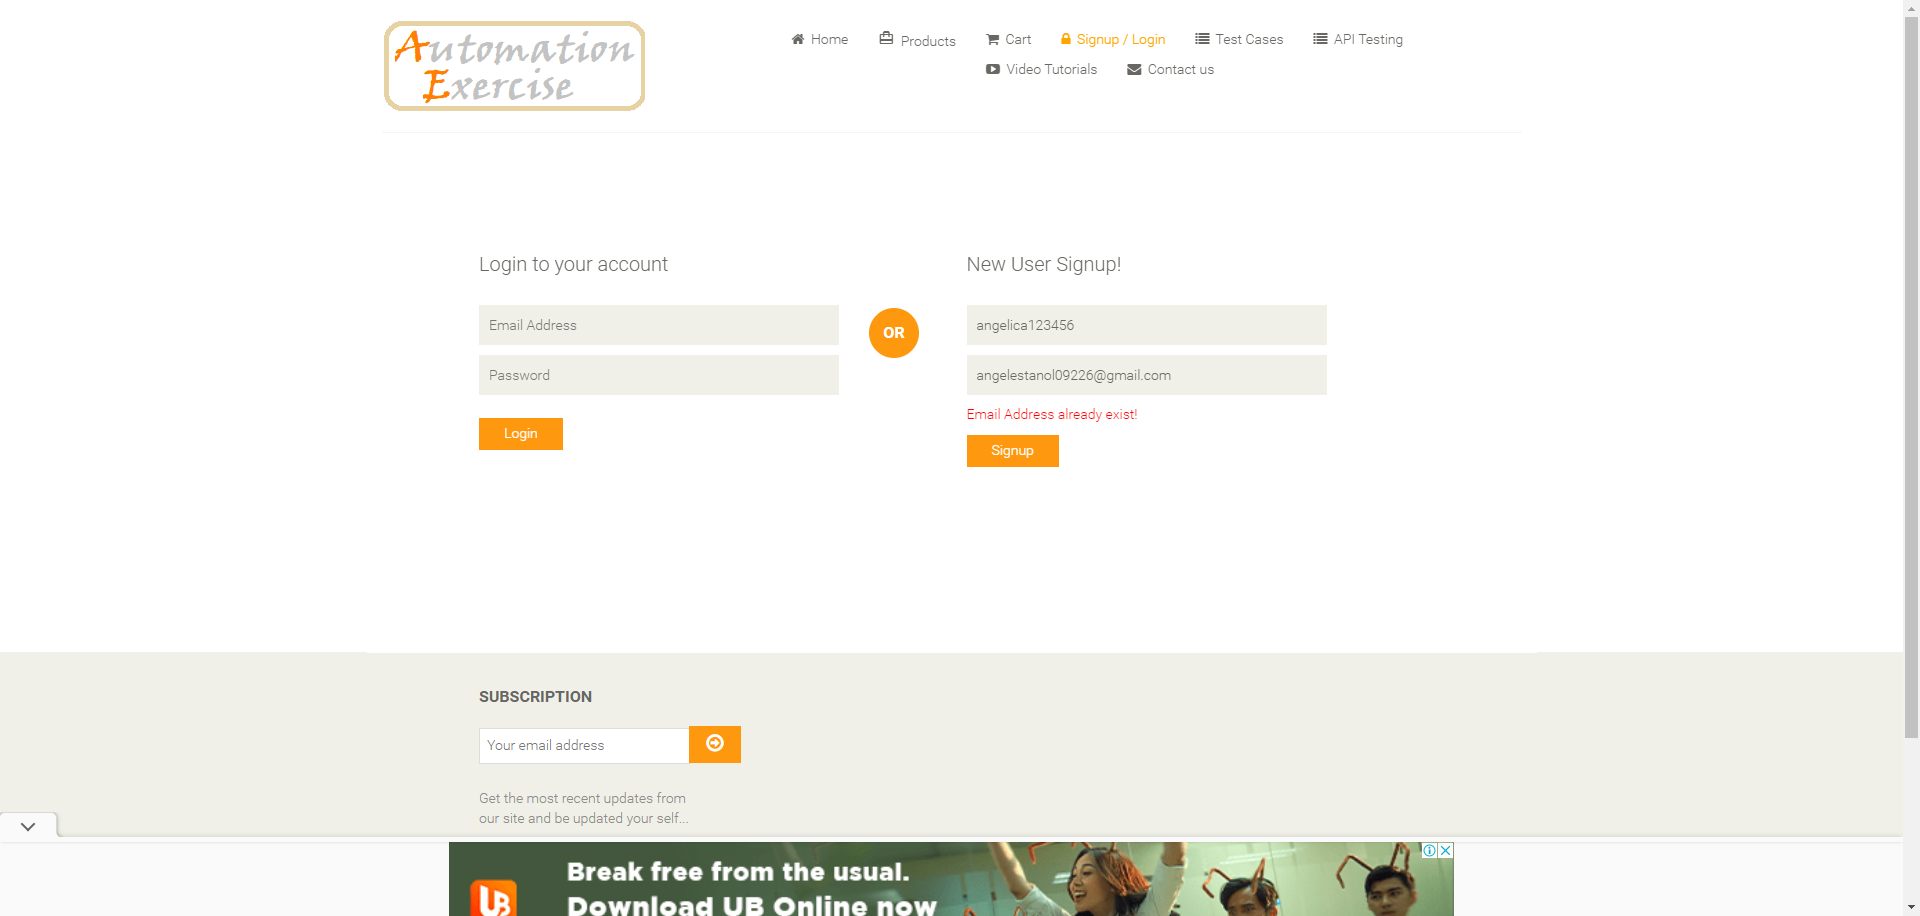 Automation
Exercise
Home
Products
Cart
Signup / Login
Test Cases
API Testing
Video Tutorials
Contact us
Login to your account
Email Address
Password
Login
OR
New User Signup!
angelica123456
angelestanol09226@gmail.com
Email Address already exist!
Signup
SUBSCRIPTION
Your email address
Get the most recent updates from
our site and be updated your self...
Break free from the usual.
Download UB Online now
UB